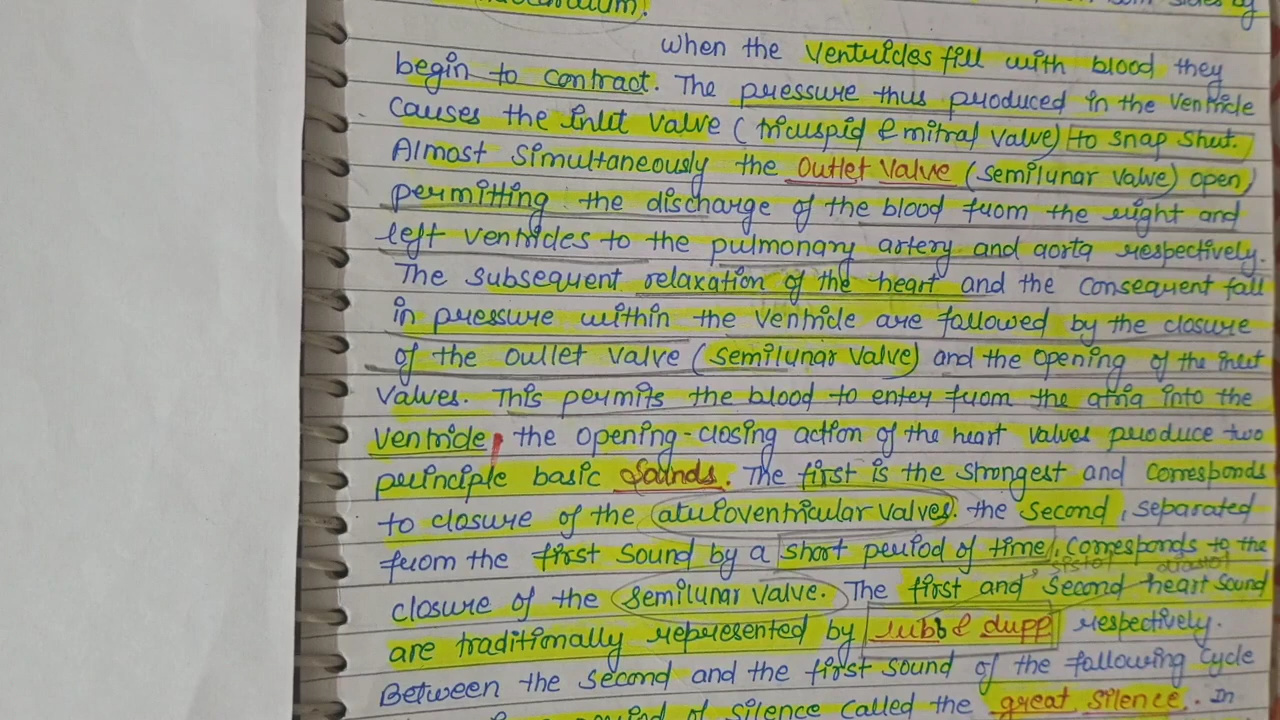 When the ventricles fill with blood they
begin to contract. The pressure thus produced in the ventricle
causes the inlet valve (tricuspid & mitral valve) to snap shut.
Almost simultaneously the outlet valve (semilunar valve) open,
permitting the discharge of the blood from the right and
left ventricles to the pulmonary artery and aorta respectively.
The subsequent relaxation of the heart and the consequent fall
in pressure within the ventricle are followed by the closure
of the outlet valve (semilunar valve) and the opening of the inlet
valves. This permits the blood to enter from the atria into the
ventricle, the opening-closing action of the heart valves produce two
principle basic sounds. The first is the strongest and corresponds
to closure of the atrioventricular valves. the second, separated
from the first sound by a short period of time, corresponds to the
closure of the semilunar valve. The first and second heart sound
are traditionally represented by lubb & dupp respectively.
Between the second and the first sound of the following cycle
of silence called the great silence. In